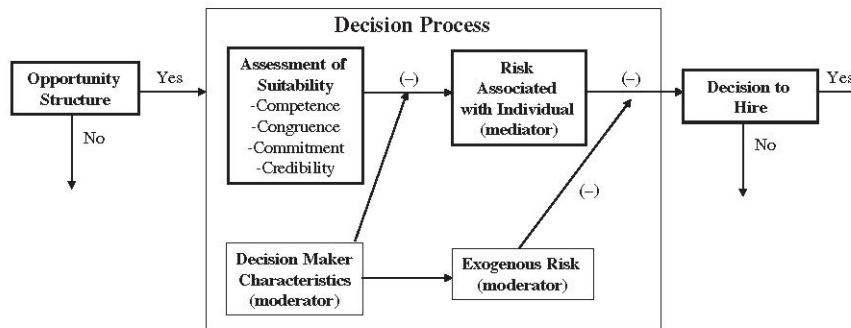 Decision Process
Opportunity
Structure
Yes
No
Assessment of
Suitability
-Competence
-Congruence
-Commitment
-Credibility
(–)
Risk
Associated
with Individual
(mediator)
(–)
Decision to
Hire
Yes
No
(–)
Decision Maker
Characteristics
(moderator)
Exogenous Risk
(moderator)